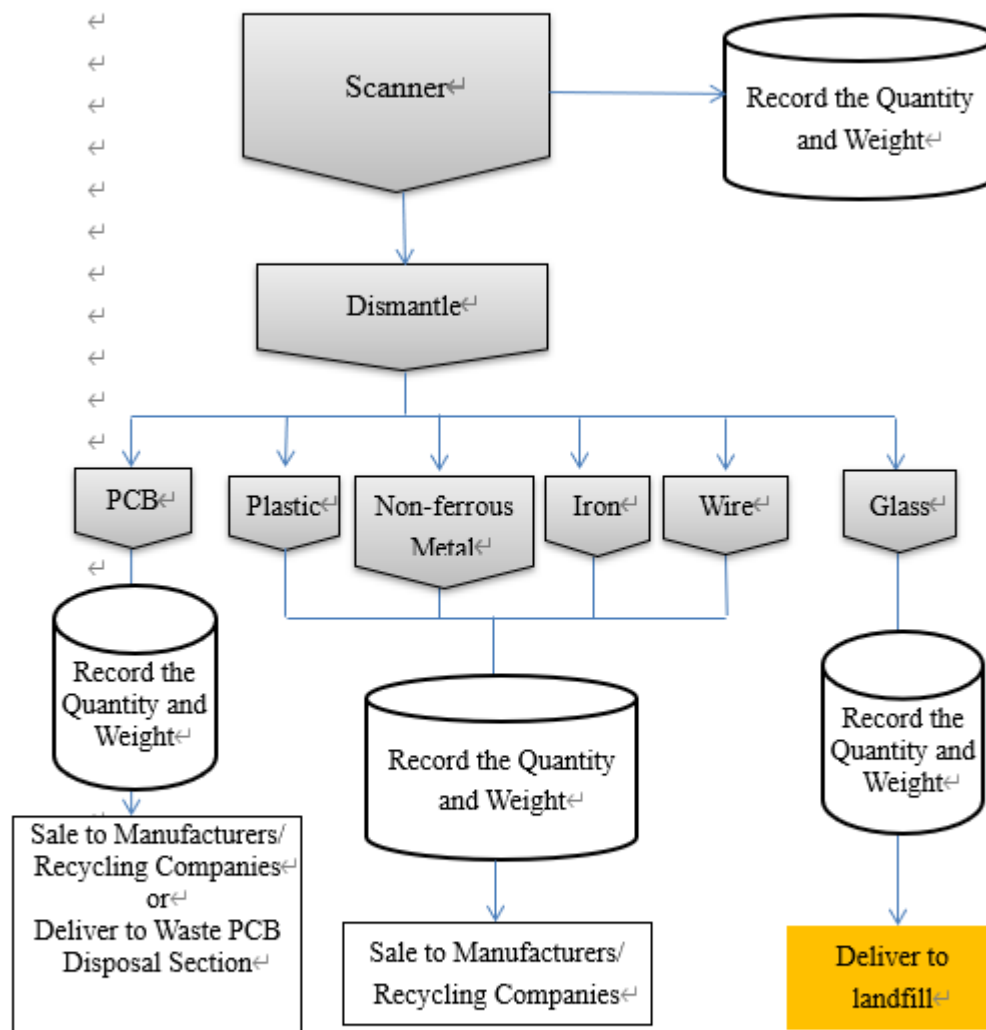 Scanner
Record the Quantity
and Weight
Dismantle
PCB
Plastic
Non-ferrous
Metal
Iron
Wire
Glass
Record the
Quantity and
Weight
Record the Quantity
and Weight
Record the
Quantity and
Weight
Sale to Manufacturers/
Recycling Companies
or
Deliver to Waste PCB
Disposal Section
Sale to Manufacturers/
Recycling Companies
Deliver to
landfill